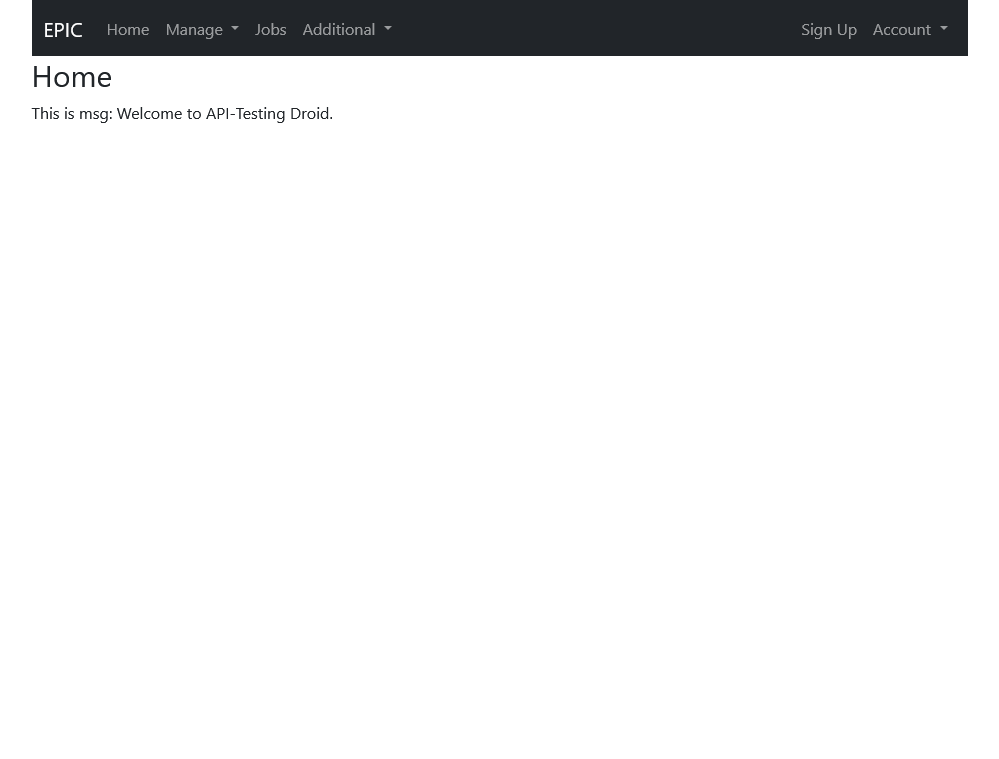 EPIC Home Manage Jobs Additional Sign Up Account
Home
This is msg: Welcome to API-Testing Droid.